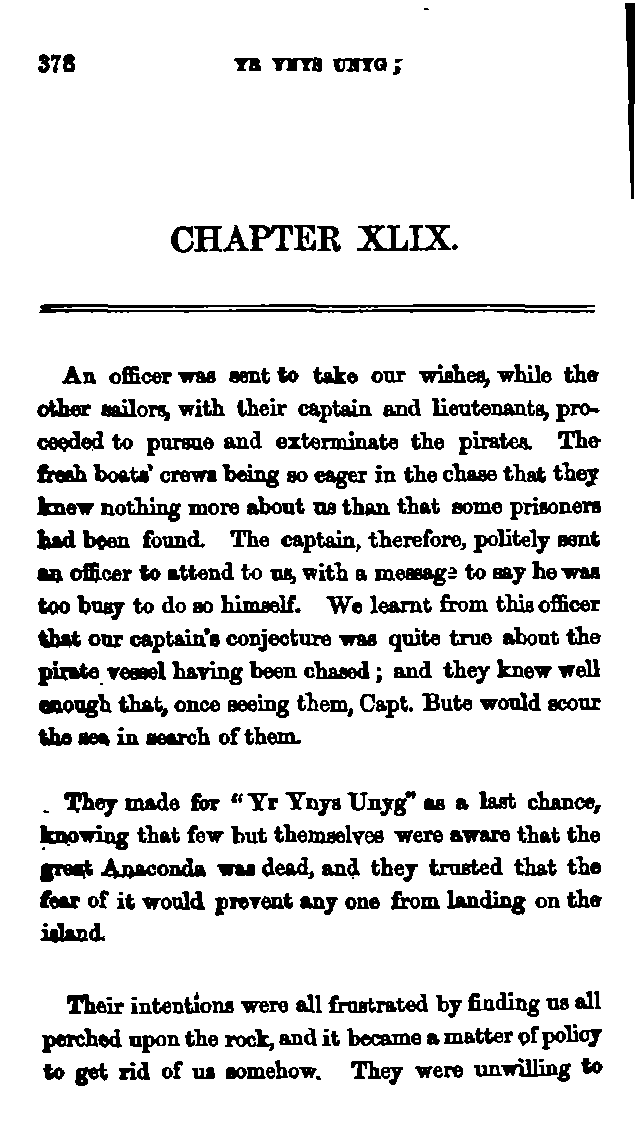 378 YR YNYS UNYG;
CHAPTER XLIX.
An officer was sent to take our wishes, while the
other sailors, with their captain and lieutenants, pro-
ceeded to pursue and exterminate the pirates. The
fresh boats' crews being so eager in the chase that they
knew nothing more about us than that some prisoners
had been found. The captain, therefore, politely sent
an officer to attend to us, with a message to say he was
too busy to do so himself. We learnt from this officer
that our captain's conjecture was quite true about the
pirate vessel having been chased; and they knew well
enough that, once seeing them, Capt. Bute would scour
the sea in search of them.
They made for "Yr Ynys Unyg" as a last chance,
knowing that few but themselves were aware that the
great Anaconda was dead, and they trusted that the
fear of it would prevent any one from landing on the
island.
Their intentions were all frustrated by finding us all
perched upon the rock, and it became a matter of policy
to get rid of us somehow. They were unwilling to